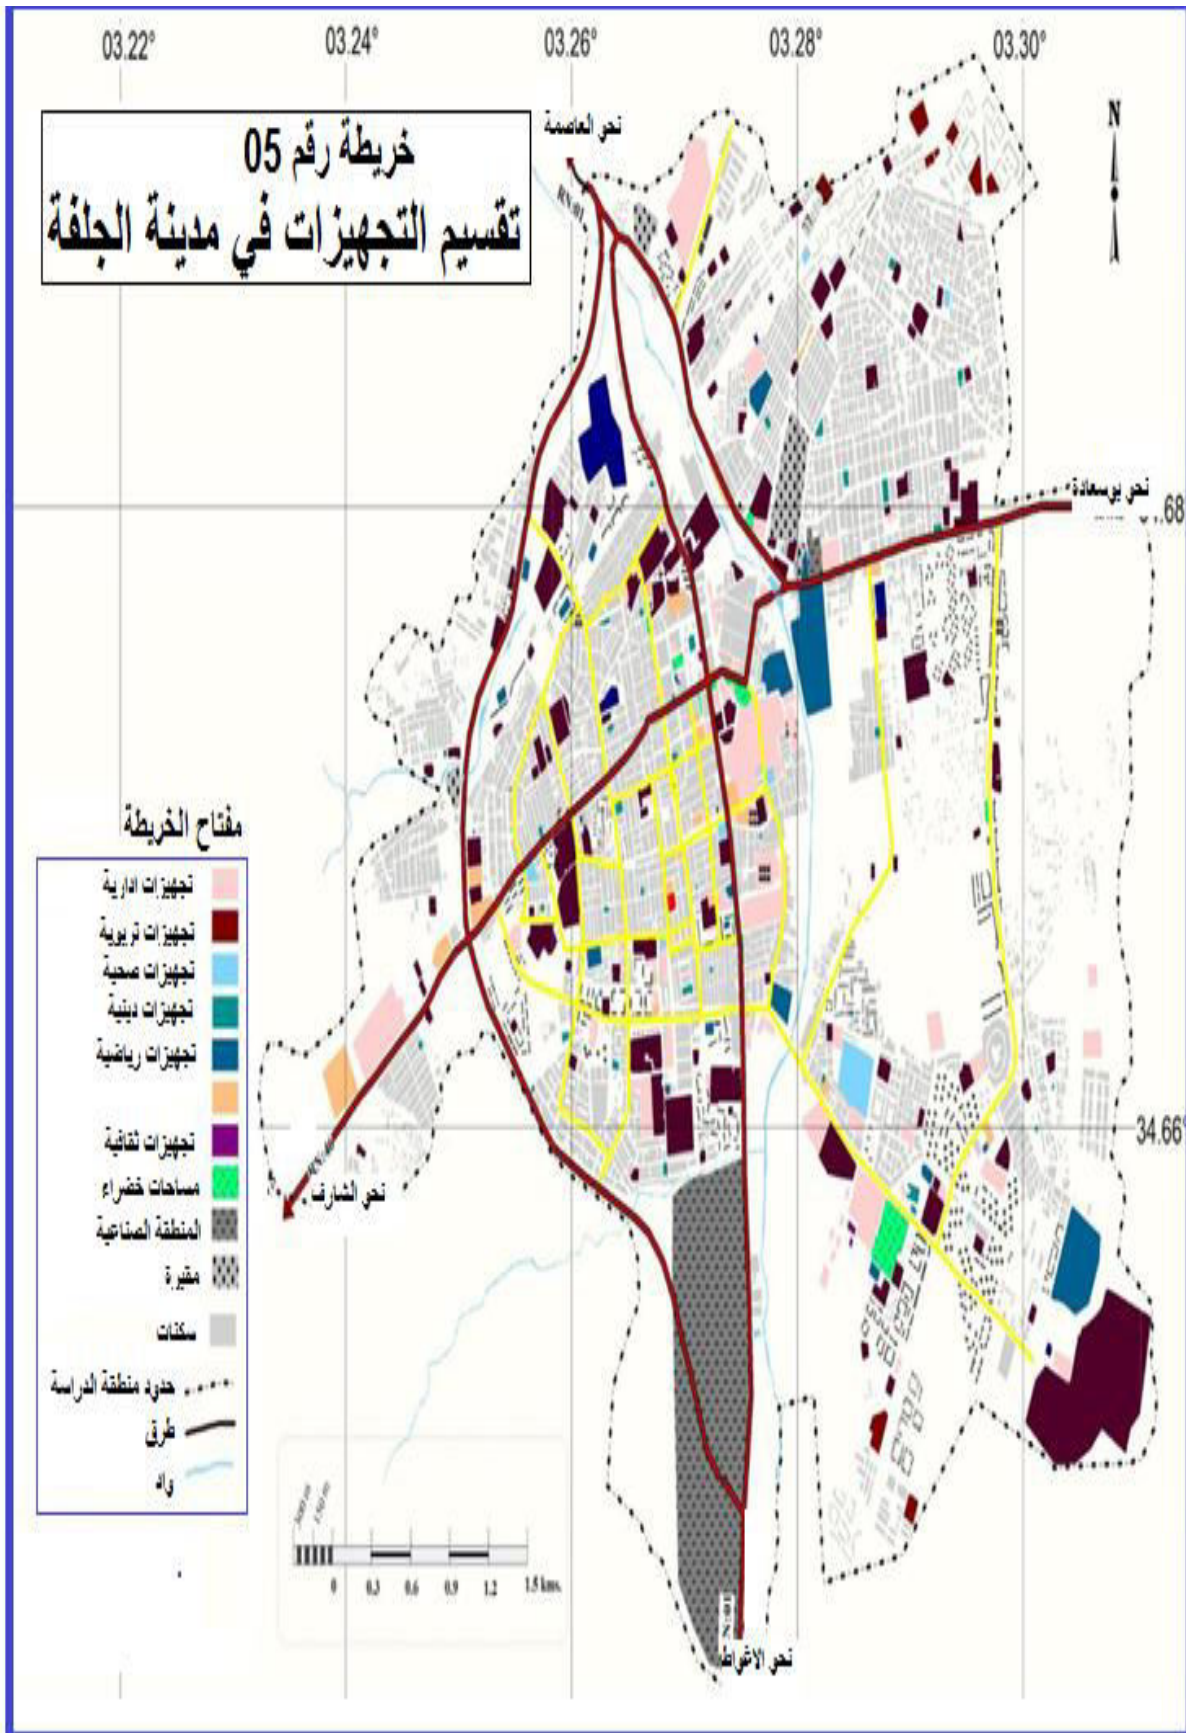 03.22° 03.24° 03.26° 03.28° 03.30°
نحو العاصمة
N
خريطة رقم 05
تقسيم التجهيزات في مدينة الجلفة
RN.01
نحو بوسعادة
.68
مفتاح الخريطة
تجهيزات ادارية
تجهيزات تربوية
تجهيزات صحية
تجهيزات دينية
تجهيزات رياضية
تجهيزات ثقافية
مساحات خضراء
المنطقة الصناعية
مقبرة
سكنات
حدود منطقة الدراسة
طرق
واد
34.66°
نحو الشارف
0 0.3 0.6 0.9 1.2 1.5 kms.
نحو الاغواط